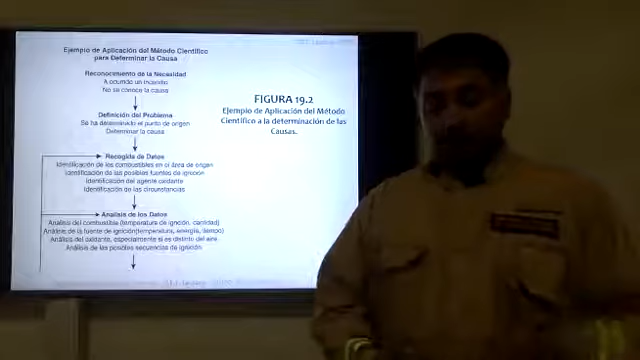 Ejemplo de Aplicación del Método Científico
para Determinar la Causa
Reconocimiento de la Necesidad
A ocurrido un incendio
No se conoce la causa
Definición del Problema
Se ha determinado el punto de origen
Determinar la causa
Recogida de Datos
Identificación de los combustibles en el área de origen
Identificación de las posibles fuentes de ignición
Identificación del agente oxidante
Identificación de las circunstancias
Analisis de los Datos
Análisis del combustible (temperatura de ignición, cantidad)
Análisis de la fuente de ignición(temperatura, energía, tiempo)
Análisis del oxidante, especialmente si es distinto del aire
Análisis de las posibles secuencias de ignición
FIGURA 19.2
Ejemplo de Aplicación del Método
Científico a la determinación de las
Causas.